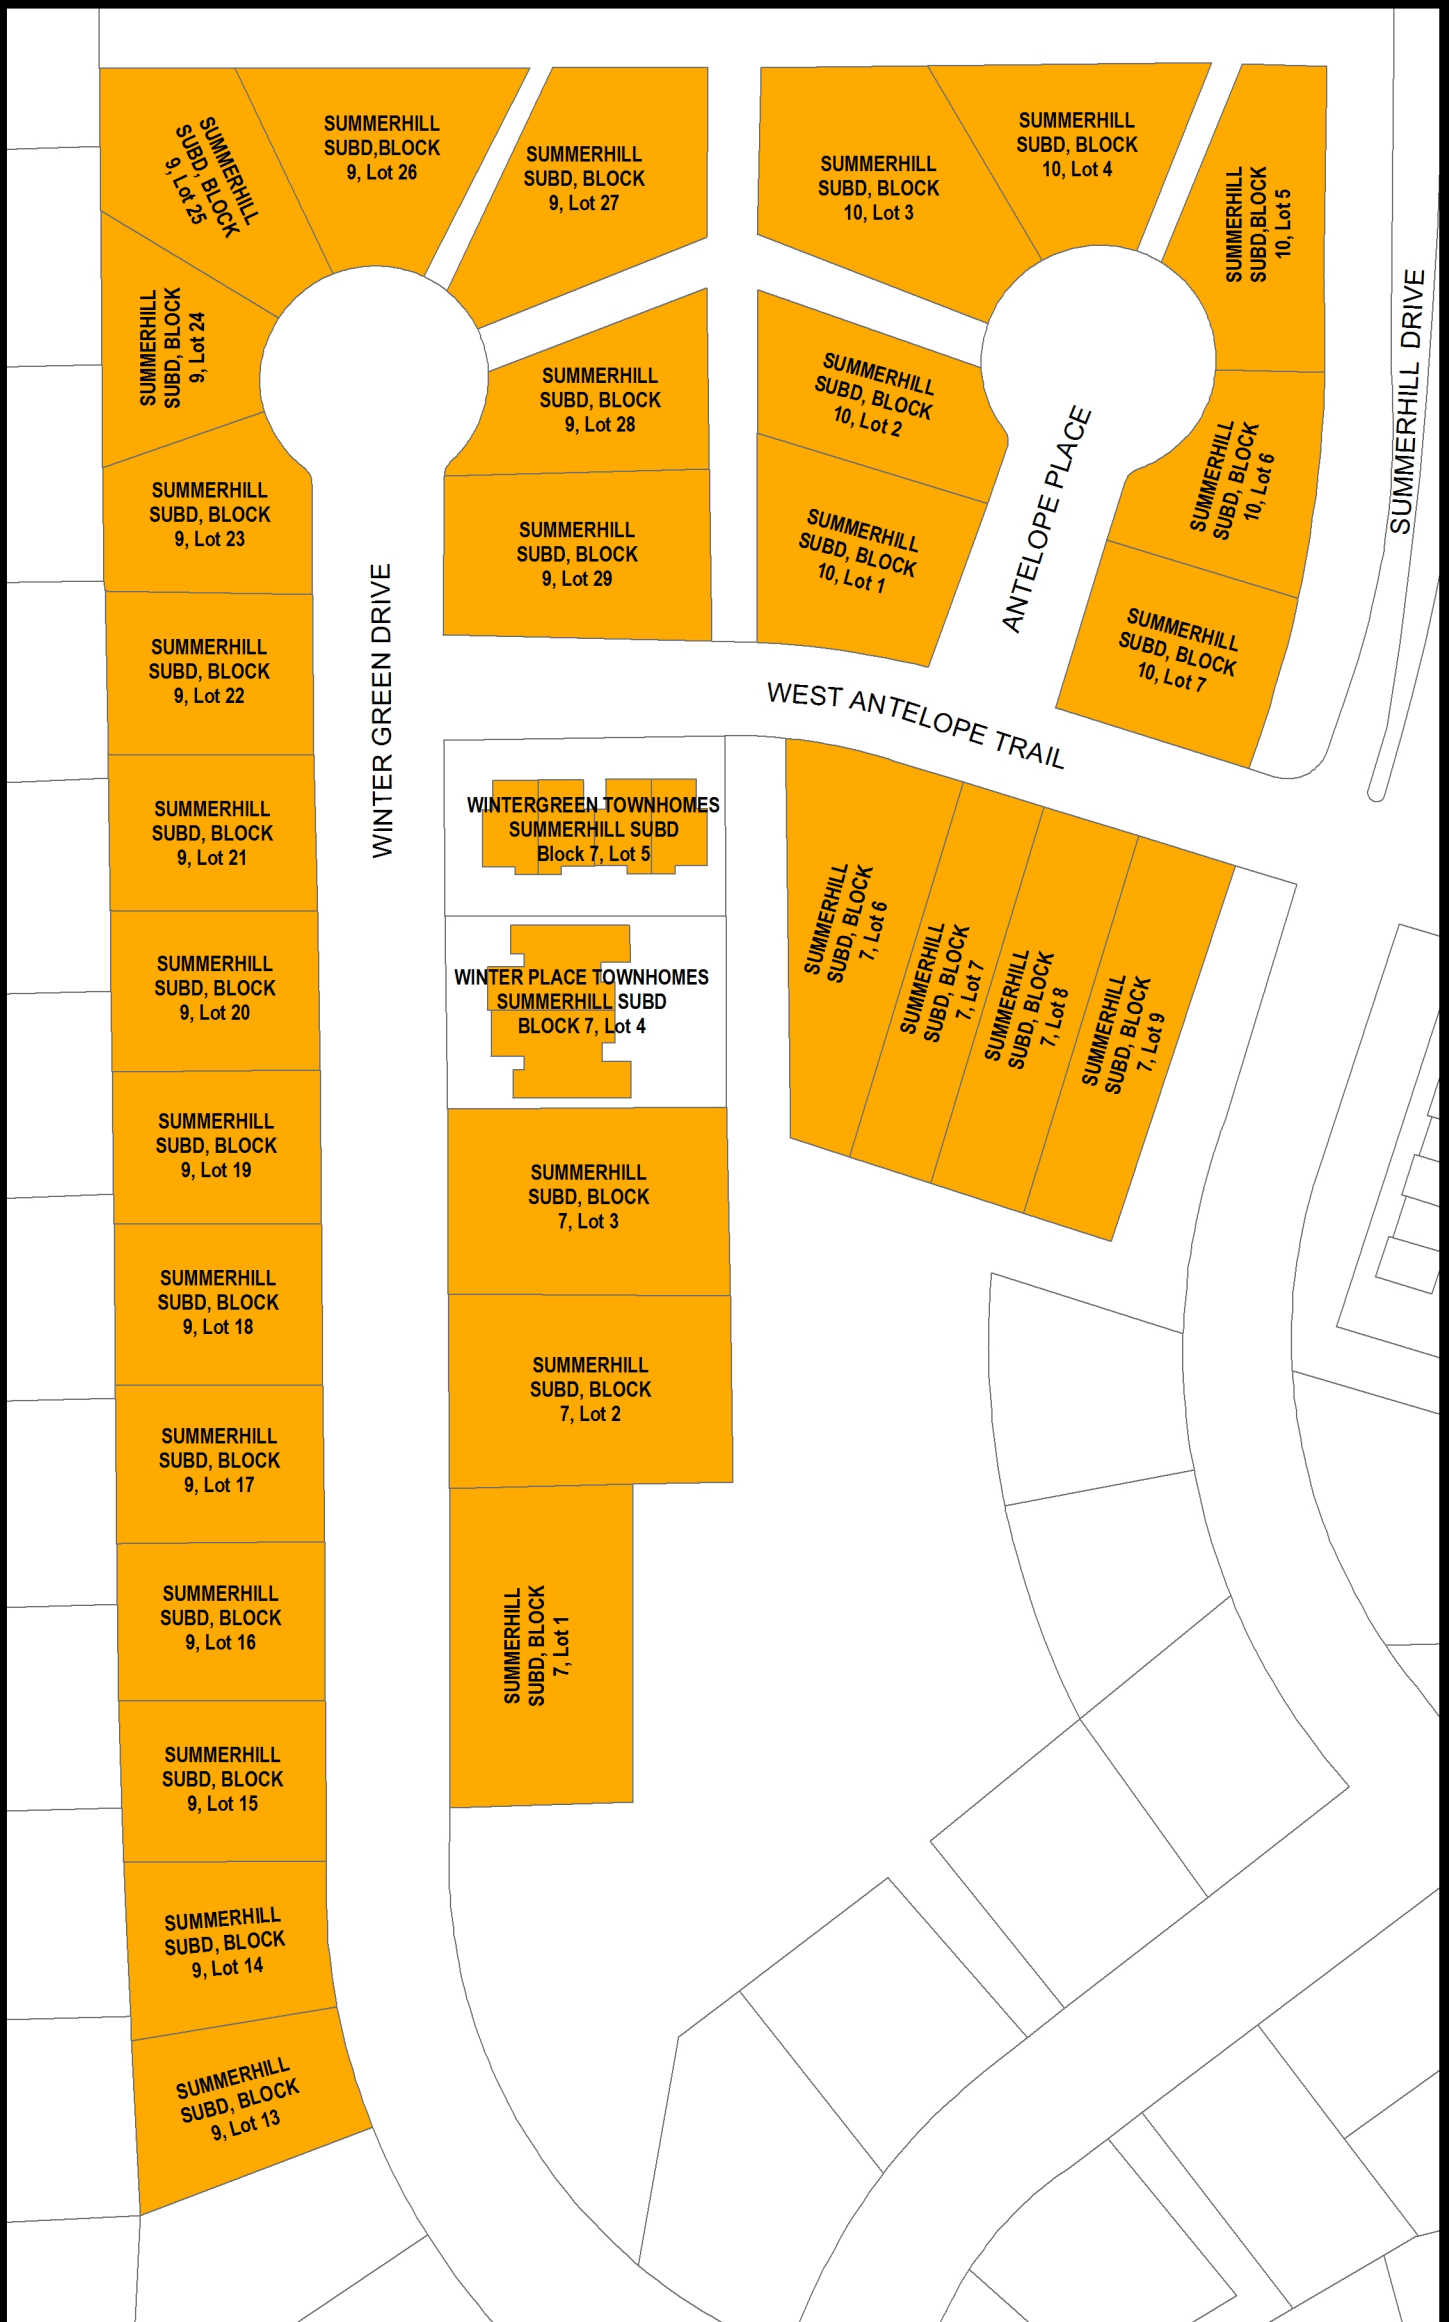 SUMMERHILL
SUBD, BLOCK
9, Lot 25
SUMMERHILL
SUBD,BLOCK
9, Lot 26
SUMMERHILL
SUBD, BLOCK
9, Lot 27
SUMMERHILL
SUBD, BLOCK
10, Lot 3
SUMMERHILL
SUBD, BLOCK
10, Lot 4
SUMMERHILL
SUBD,BLOCK
10, Lot 5
SUMMERHILL
SUBD, BLOCK
9, Lot 24
SUMMERHILL
SUBD, BLOCK
9, Lot 28
SUMMERHILL
SUBD, BLOCK
10, Lot 2
SUMMERHILL
SUBD, BLOCK
10, Lot 6
SUMMERHILL DRIVE
SUMMERHILL
SUBD, BLOCK
9, Lot 23
SUMMERHILL
SUBD, BLOCK
9, Lot 29
SUMMERHILL
SUBD, BLOCK
10, Lot 1
ANTELOPE PLACE
SUMMERHILL
SUBD, BLOCK
10, Lot 7
SUMMERHILL
SUBD, BLOCK
9, Lot 22
WINTER GREEN DRIVE
WEST ANTELOPE TRAIL
SUMMERHILL
SUBD, BLOCK
9, Lot 21
WINTERGREEN TOWNHOMES
SUMMERHILL SUBD
Block 7, Lot 5
SUMMERHILL
SUBD, BLOCK
7, Lot 6
SUMMERHILL
SUBD, BLOCK
7, Lot 7
SUMMERHILL
SUBD, BLOCK
7, Lot 8
SUMMERHILL
SUBD, BLOCK
7, Lot 9
SUMMERHILL
SUBD, BLOCK
9, Lot 20
WINTER PLACE TOWNHOMES
SUMMERHILL SUBD
BLOCK 7, Lot 4
SUMMERHILL
SUBD, BLOCK
9, Lot 19
SUMMERHILL
SUBD, BLOCK
7, Lot 3
SUMMERHILL
SUBD, BLOCK
9, Lot 18
SUMMERHILL
SUBD, BLOCK
7, Lot 2
SUMMERHILL
SUBD, BLOCK
9, Lot 17
SUMMERHILL
SUBD, BLOCK
9, Lot 16
SUMMERHILL
SUBD, BLOCK
7, Lot 1
SUMMERHILL
SUBD, BLOCK
9, Lot 15
SUMMERHILL
SUBD, BLOCK
9, Lot 14
SUMMERHILL
SUBD, BLOCK
9, Lot 13